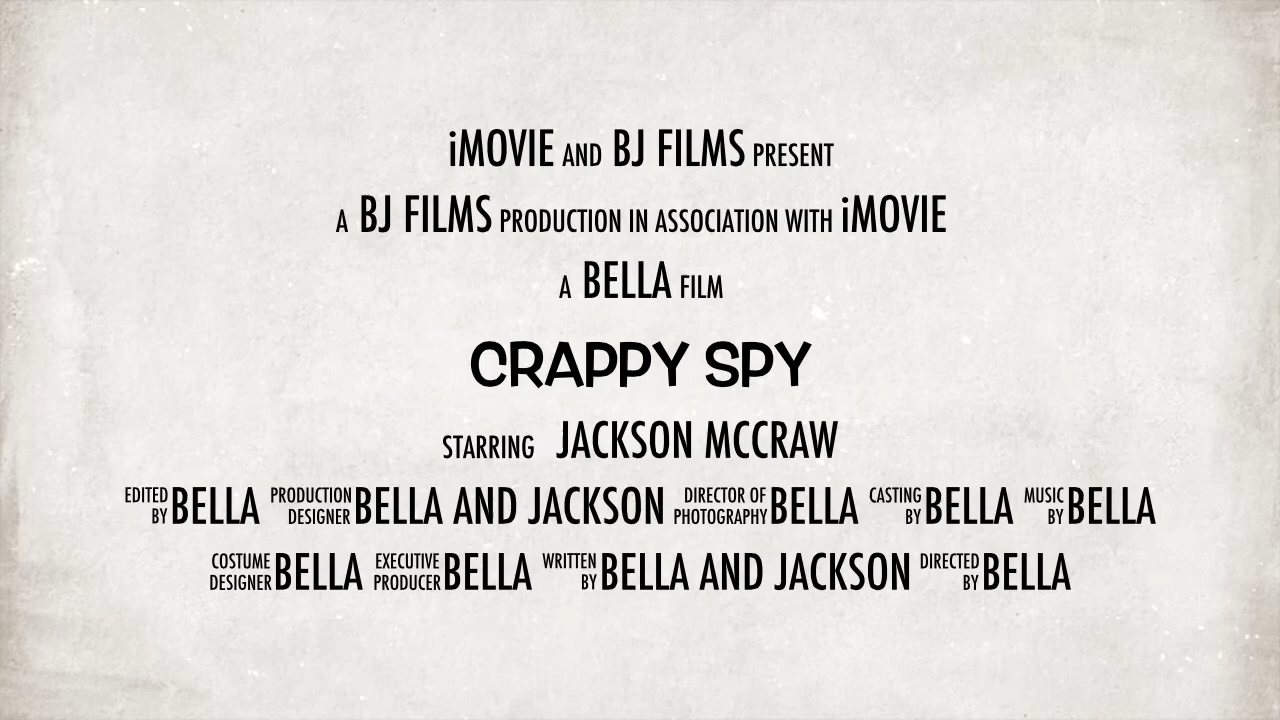 iMOVIE AND BJ FILMS PRESENT
A BJ FILMS PRODUCTION IN ASSOCIATION WITH iMOVIE
A BELLA FILM
CRAPPY SPY
STARRING JACKSON MCCRAW
EDITED BY BELLA PRODUCTION DESIGNER BELLA AND JACKSON DIRECTOR OF PHOTOGRAPHY BELLA CASTING BY BELLA MUSIC BY BELLA
COSTUME DESIGNER BELLA EXECUTIVE PRODUCER BELLA WRITTEN BY BELLA AND JACKSON DIRECTED BY BELLA